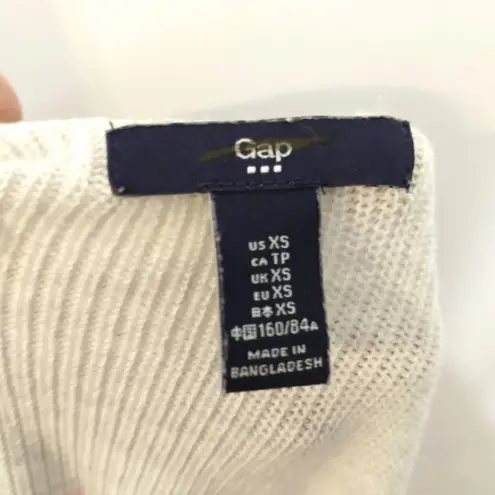 Gap
US XS
CA TP
UK XS
EU XS
日本 XS
中国 160/84A
MADE IN
BANGLADESH